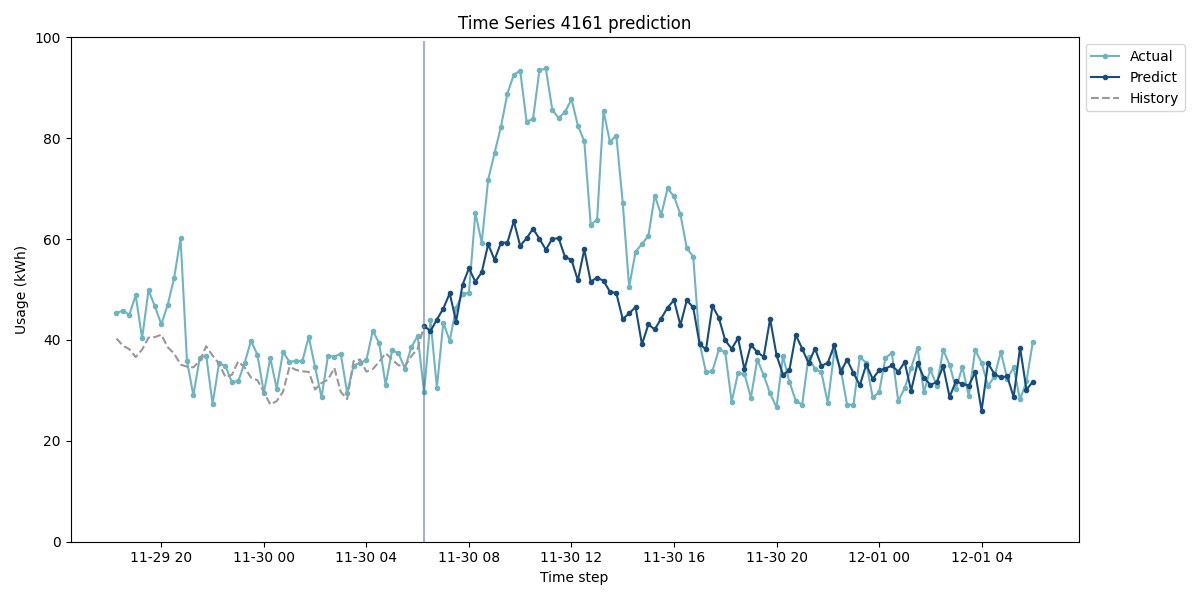 Time Series 4161 prediction
100
80
60
40
20
0
Usage (kWh)
11-29 20
11-30 00
11-30 04
11-30 08
11-30 12
11-30 16
11-30 20
12-01 00
12-01 04
Time step
Actual
Predict
History